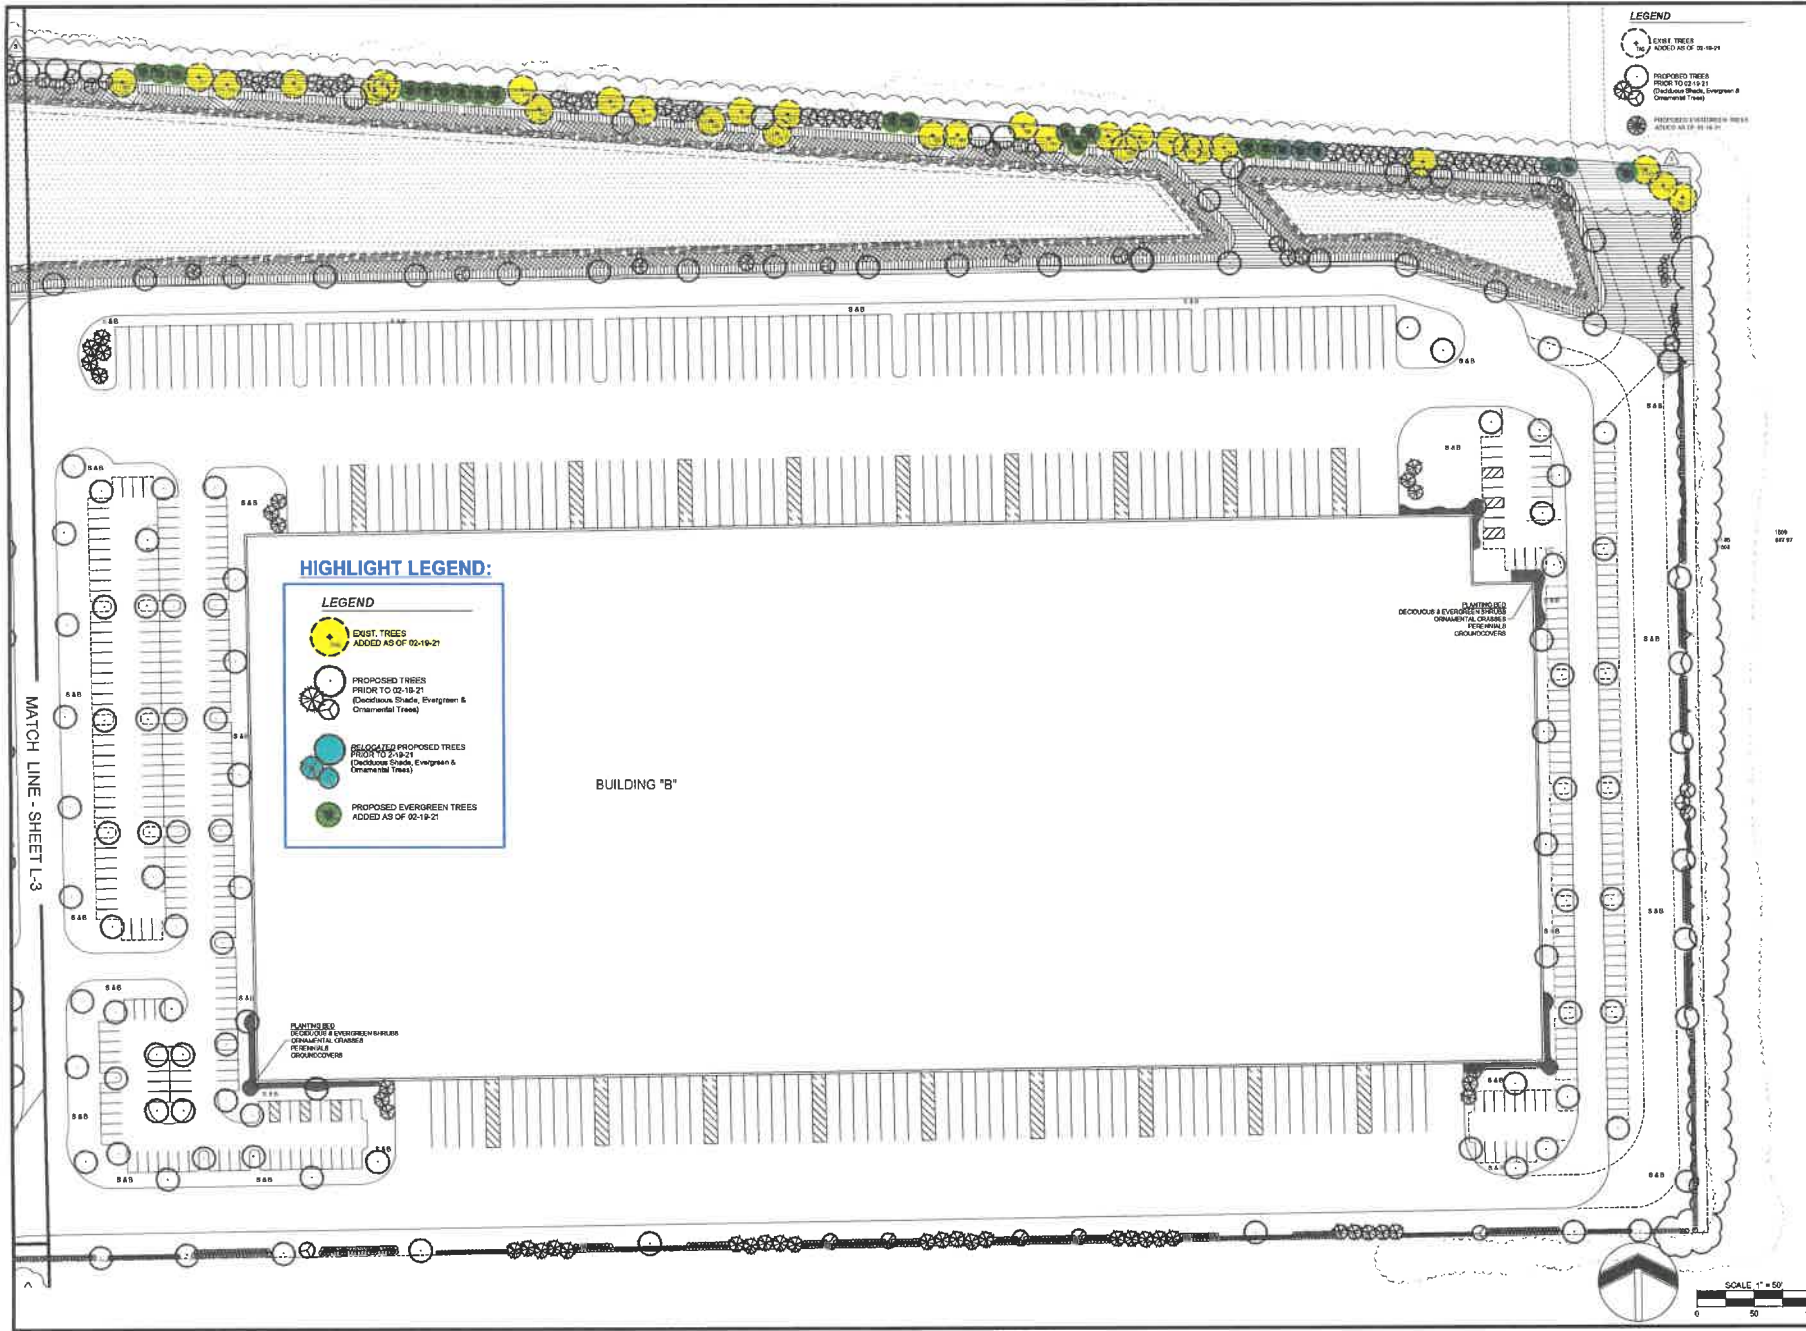 LEGEND
EXIST. TREES
ADDED AS OF 02-19-21
PROPOSED TREES
PRIOR TO 02-19-21
(Deciduous Shade, Evergreen &
Ornamental Trees)
PROPOSED EVERGREEN TREES
S & B
S & B
S & B
S & B
S & B
S & B
S & B
S & B
S & B
HIGHLIGHT LEGEND:
LEGEND
EXIST. TREES
ADDED AS OF 02-19-21
PROPOSED TREES
PRIOR TO 02-19-21
(Deciduous Shade, Evergreen &
Ornamental Trees)
RELOCATED PROPOSED TREES
PRIOR TO 2-19-21
(Deciduous Shade, Evergreen &
Ornamental Trees)
PROPOSED EVERGREEN TREES
ADDED AS OF 02-19-21
PLANTING BED
DECIDUOUS & EVERGREEN SHRUBS
ORNAMENTAL GRASSES
PERENNIALS
GROUNDCOVERS
S & B
S & B
S & B
MATCH LINE - SHEET L-3
BUILDING "B"
S & B
S & B
S & B
S & B
S & B
PLANTING BED
DECIDUOUS & EVERGREEN SHRUBS
ORNAMENTAL GRASSES
PERENNIALS
GROUNDCOVERS
S & B
S & B
S & B
S & B
S & B
S & B
S & B
S & B
SCALE 1" = 50'
0 50